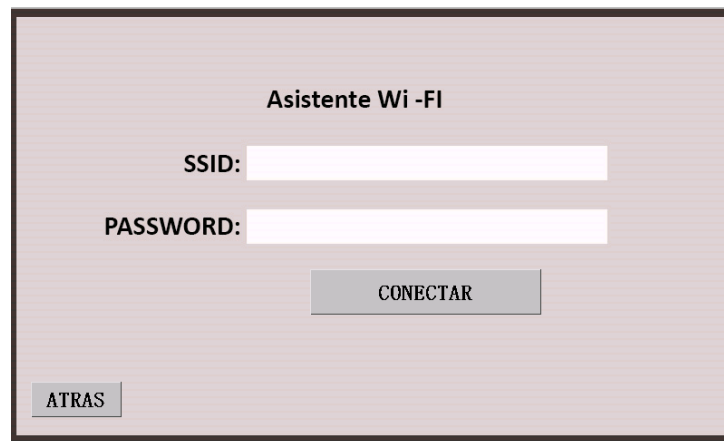 Asistente Wi -FI
SSID:
PASSWORD:
CONECTAR
ATRAS